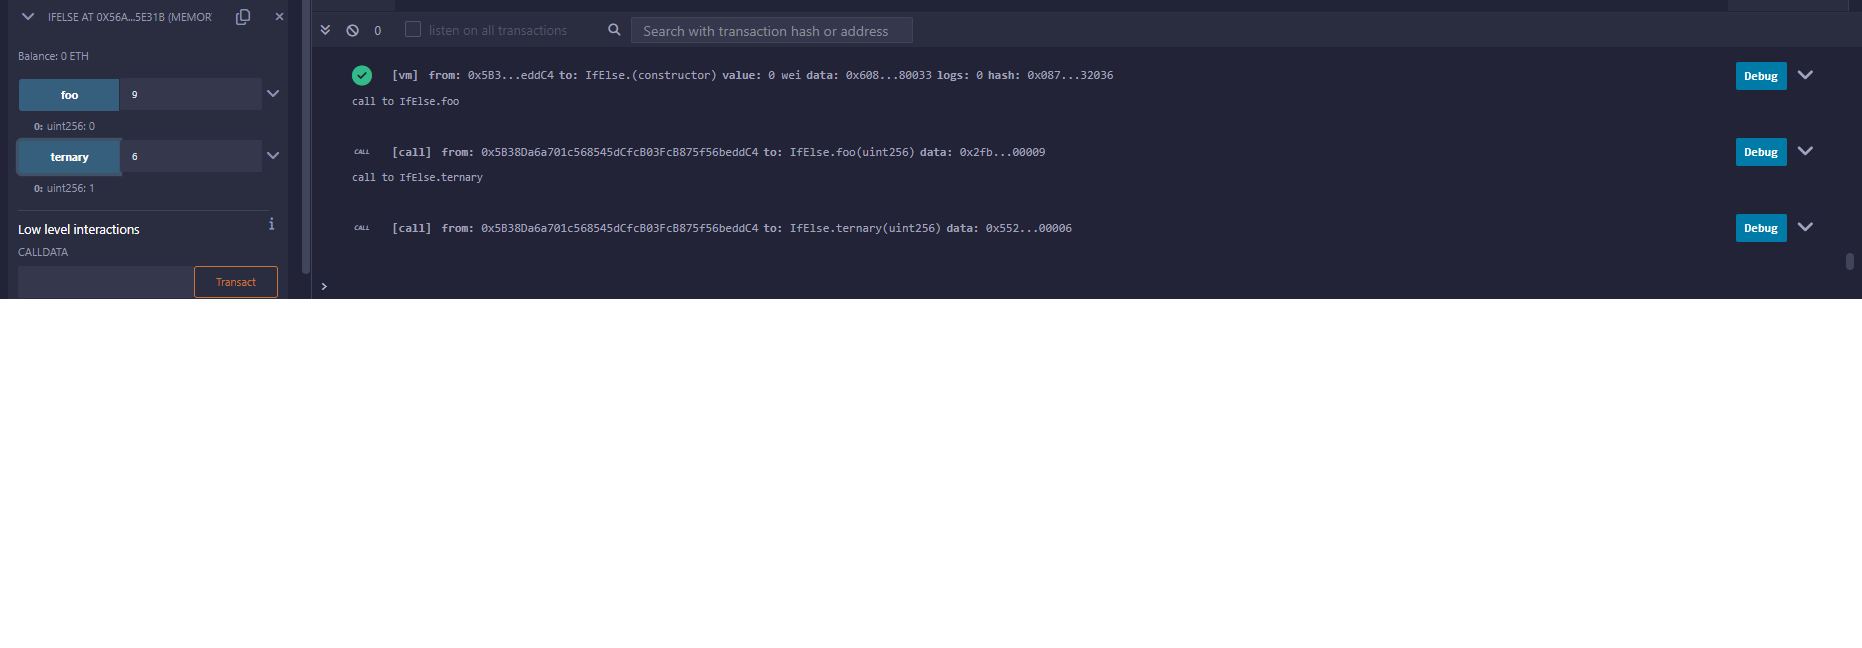 IFELSE AT 0X56A...5E31B (MEMOR
Balance: 0 ETH
foo 9
0: uint256: 0
ternary 6
0: uint256: 1
Low level interactions
i
CALLDATA
Transact
0 listen on all transactions Search with transaction hash or address
[vm] from: 0x5B3...eddC4 to: IfElse.(constructor) value: 0 wei data: 0x608...80033 logs: 0 hash: 0x087...32036 Debug
call to IfElse.foo
CALL [call] from: 0x5B38Da6a701c568545dCfcB03FcB875f56beddC4 to: IfElse.foo(uint256) data: 0x2fb...00009 Debug
call to IfElse.ternary
CALL [call] from: 0x5B38Da6a701c568545dCfcB03FcB875f56beddC4 to: IfElse.ternary(uint256) data: 0x552...00006 Debug
>